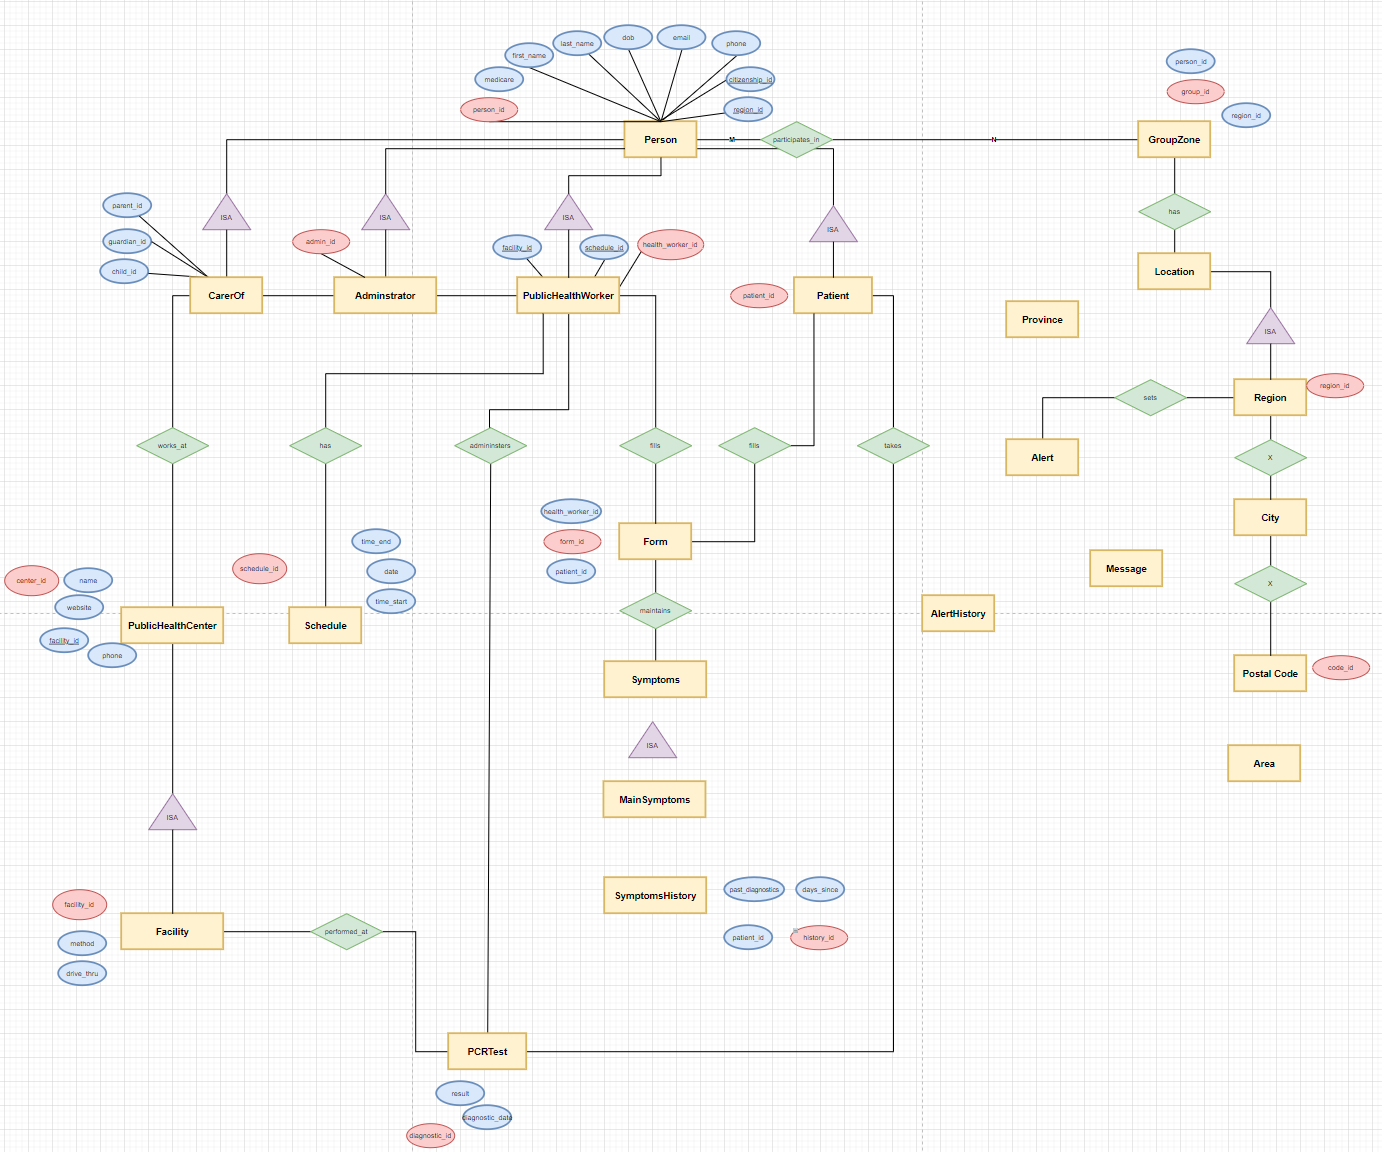 dob
email
last_name
phone
first_name
medicare
citizenship_id
person_id
region_id
person_id
group_id
region_id
Person
M
participates_in
N
GroupZone
parent_id
ISA
ISA
ISA
ISA
has
guardian_id
admin_id
facility_id
schedule_id
health_worker_id
child_id
Location
CarerOf
Adminstrator
PublicHealthWorker
patient_id
Patient
Province
ISA
region_id
sets
Region
works_at
has
admininsters
fills
fills
takes
Alert
X
health_worker_id
City
time_end
form_id
Form
schedule_id
date
patient_id
Message
center_id
name
X
website
time_start
maintains
AlertHistory
PublicHealthCenter
Schedule
facility_id
phone
Symptoms
Postal Code
code_id
ISA
Area
MainSymptoms
ISA
SymptomsHistory
past_diagnostics
days_since
facility_id
Facility
performed_at
patient_id
history_id
method
drive_thru
PCRTest
result
diagnostic_date
diagnostic_id